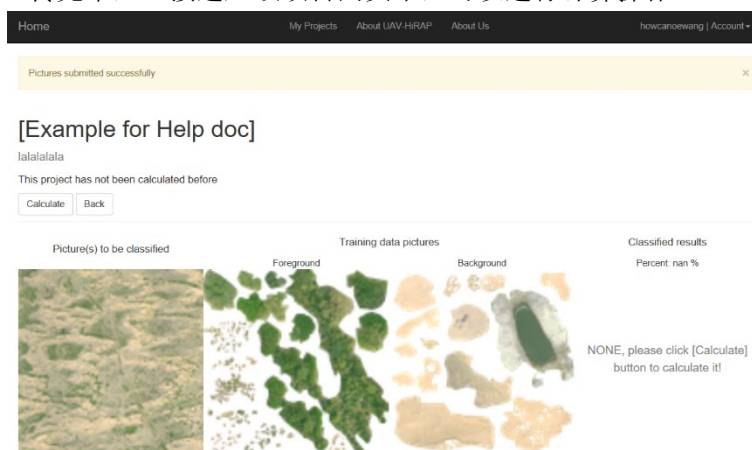 Home My Projects About UAV-HiRAP About Us howcanoewang | Account
Pictures submitted successfully ×
[Example for Help doc]
lalalalala
This project has not been calculated before
Calculate Back
Picture(s) to be classified Training data pictures Classified results
Foreground Background Percent: nan %
NONE, please click [Calculate]
button to calculate it!